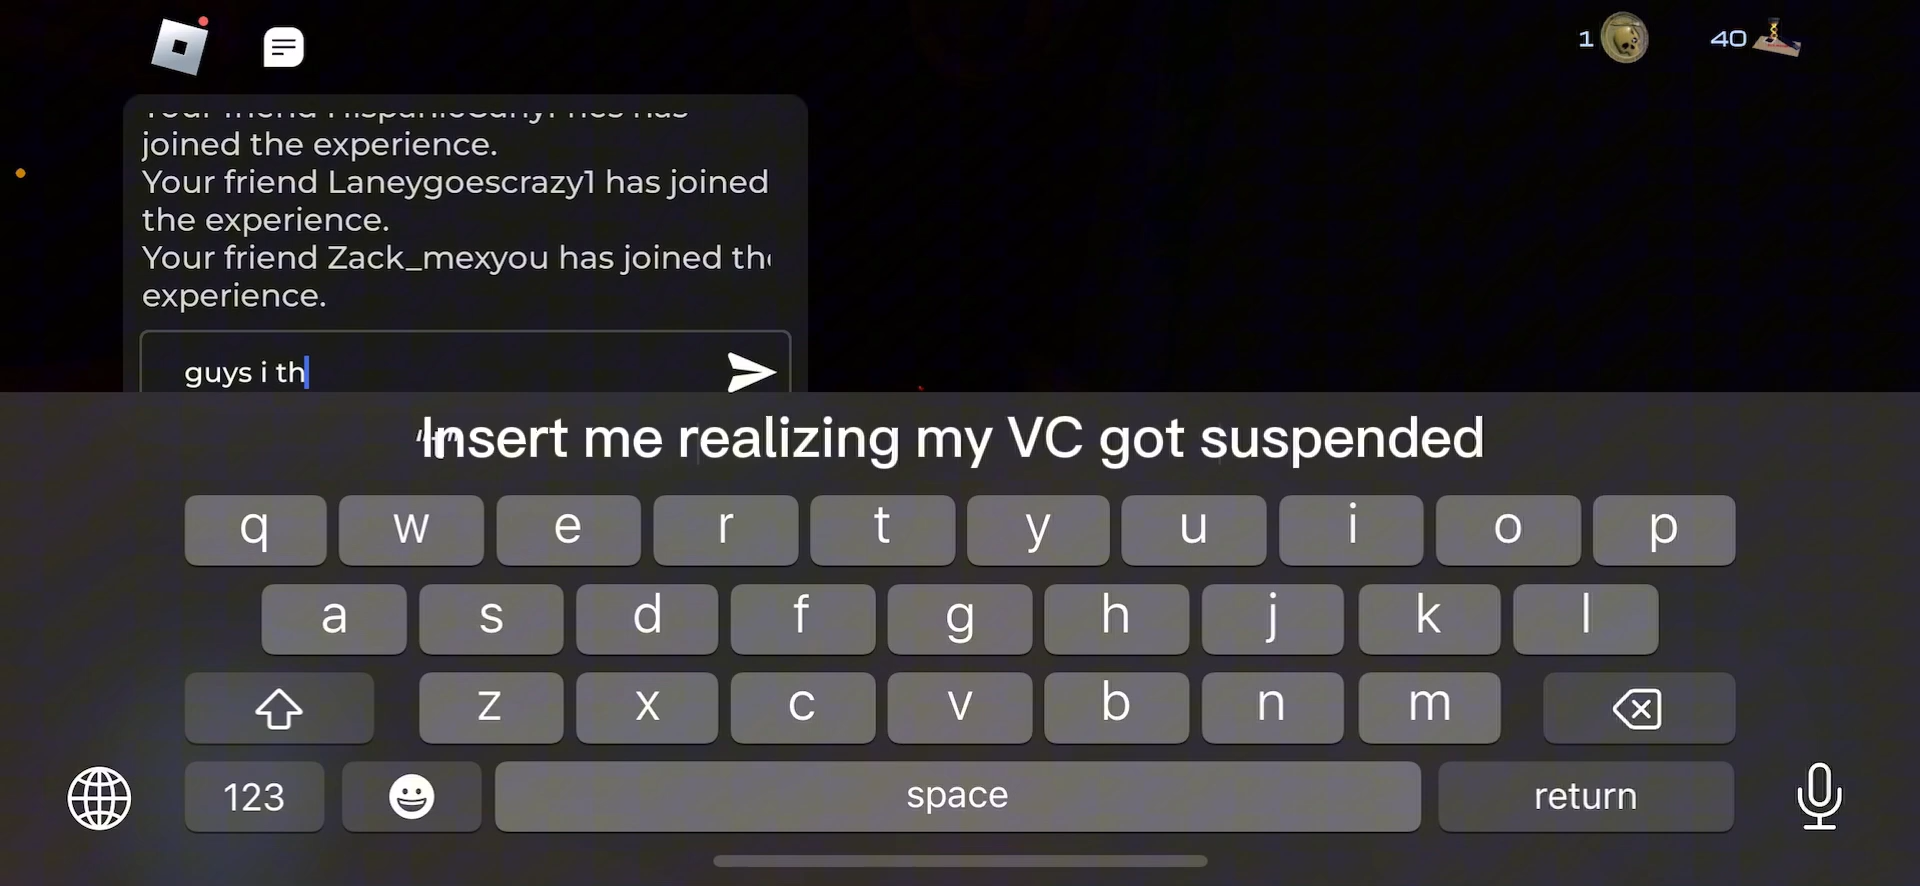 1
40
joined the experience.
Your friend Laneygoescrazy1 has joined
the experience.
Your friend Zack_mexyou has joined
experience.
guys i th
Insert me realizing my VC got suspended
q w e r t y u i o p
a s d f g h j k l
z x c v b n m
123
space
return